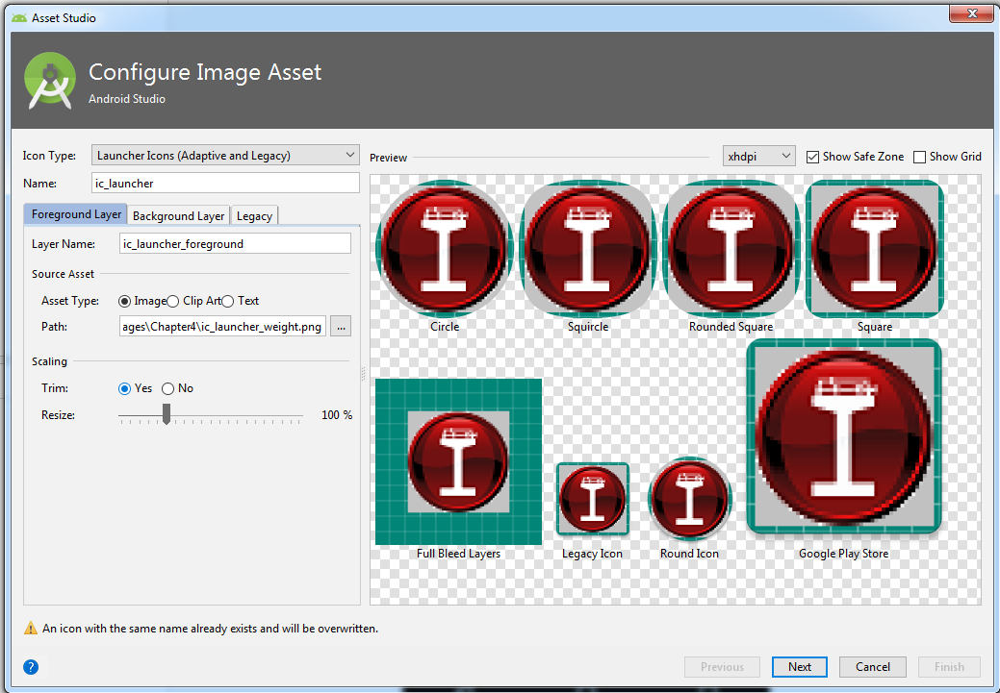 Asset Studio
Configure Image Asset
Android Studio
Icon Type: Launcher Icons (Adaptive and Legacy)
Preview xhdpi Show Safe Zone Show Grid
Name: ic_launcher
Foreground Layer Background Layer Legacy
Layer Name: ic_launcher_foreground
Source Asset
Asset Type: Image Clip Art Text
Path: ages\Chapter4\ic_launcher_weight.png ...
Scaling
Trim: Yes No
Resize: 100 %
Circle Squircle Rounded Square Square
Full Bleed Layers Legacy Icon Round Icon Google Play Store
An icon with the same name already exists and will be overwritten.
? Previous Next Cancel Finish